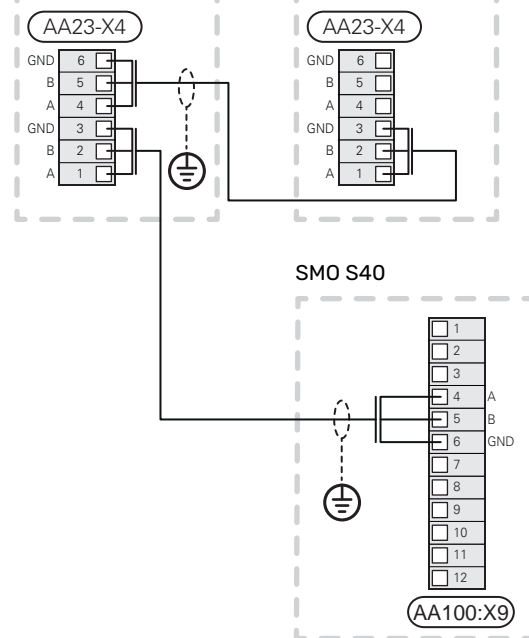 AA23-X4
GND 6
B 5
A 4
GND 3
B 2
A 1
AA23-X4
GND 6
B 5
A 4
GND 3
B 2
A 1
SMO S40
1
2
3
4 A
5 B
6 GND
7
8
9
10
11
12
AA100:X9